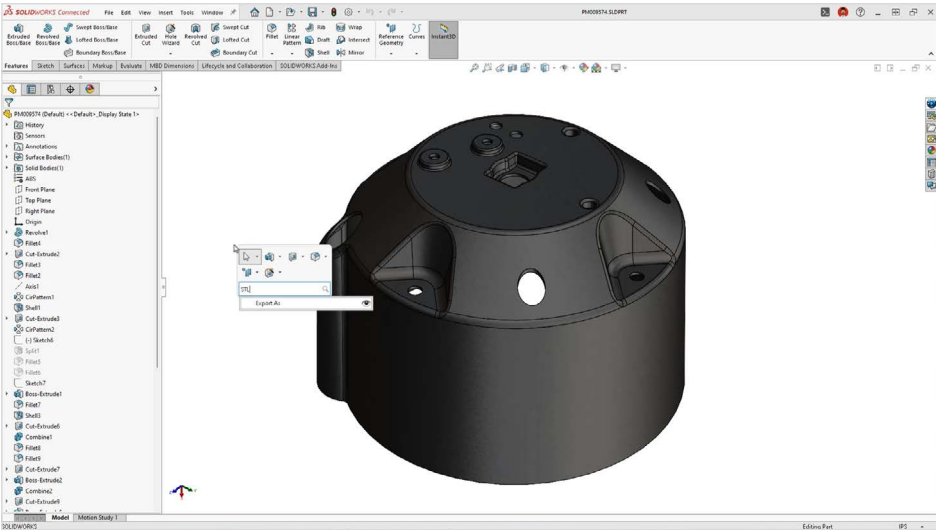 3S SOLIDWORKS Connected File Edit View Insert Tools Window PM009574.SLDPRT
Extruded Boss/Base
Revolved Boss/Base
Swept Boss/Base
Lofted Boss/Base
Boundary Boss/Base
Extruded Cut
Hole Wizard
Revolved Cut
Swept Cut
Lofted Cut
Boundary Cut
Fillet
Linear Pattern
Rib
Draft
Shell
Wrap
Intersect
Mirror
Reference Geometry
Curves
Instant3D
Features Sketch Surfaces Markup Evaluate MBD Dimensions Lifecycle and Collaboration SOLIDWORKS Add-Ins
PM009574 (Default) <<Default>_Display State 1>
History
Sensors
Annotations
Surface Bodies(1)
Solid Bodies(1)
ABS
Front Plane
Top Plane
Right Plane
Origin
Revolve1
Fillet4
Cut-Extrude2
Fillet3
Fillet2
Axis1
CirPattern1
Shell1
Cut-Extrude3
CirPattern2
(-) Sketch6
Split1
Fillet5
Fillet6
Sketch7
Boss-Extrude1
Fillet7
Shell3
Cut-Extrude6
Combine1
Fillet8
Fillet9
Cut-Extrude7
Boss-Extrude2
Combine2
Cut-Extrude9
STL
Export As
Model Motion Study 1
SOLIDWORKS Editing Part IPS